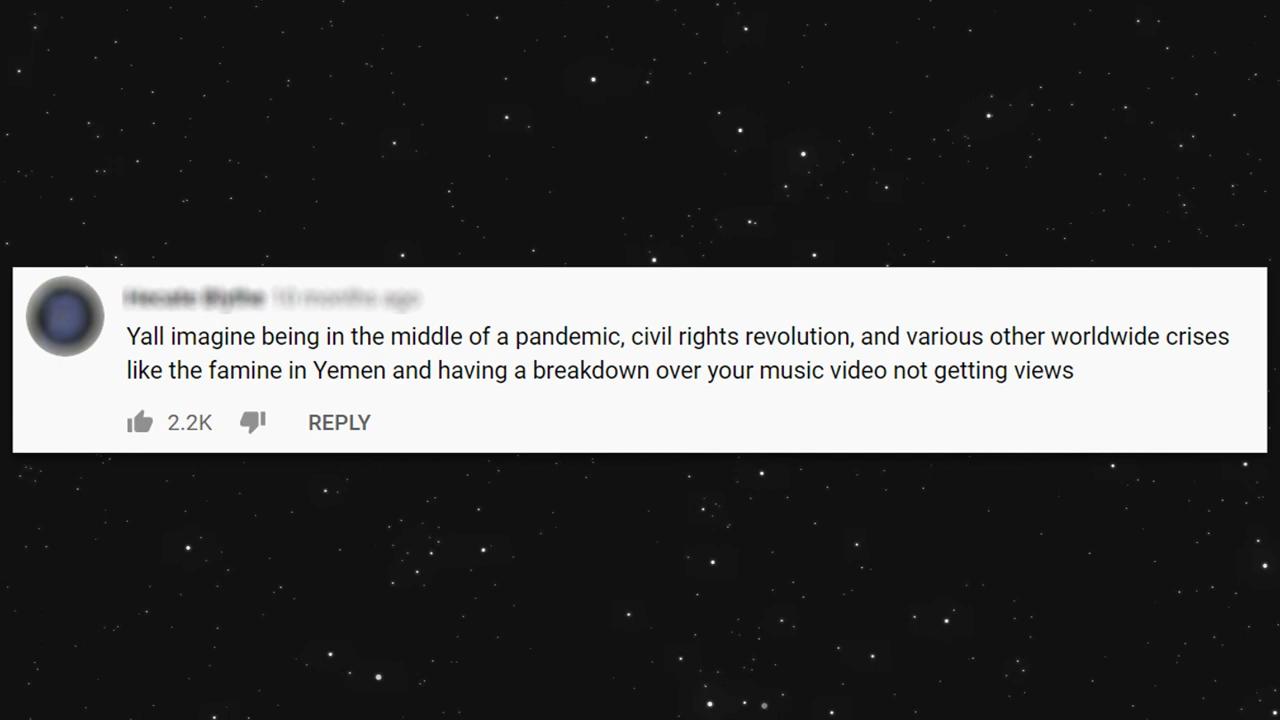 Yall imagine being in the middle of a pandemic, civil rights revolution, and various other worldwide crises
like the famine in Yemen and having a breakdown over your music video not getting views
2.2K REPLY